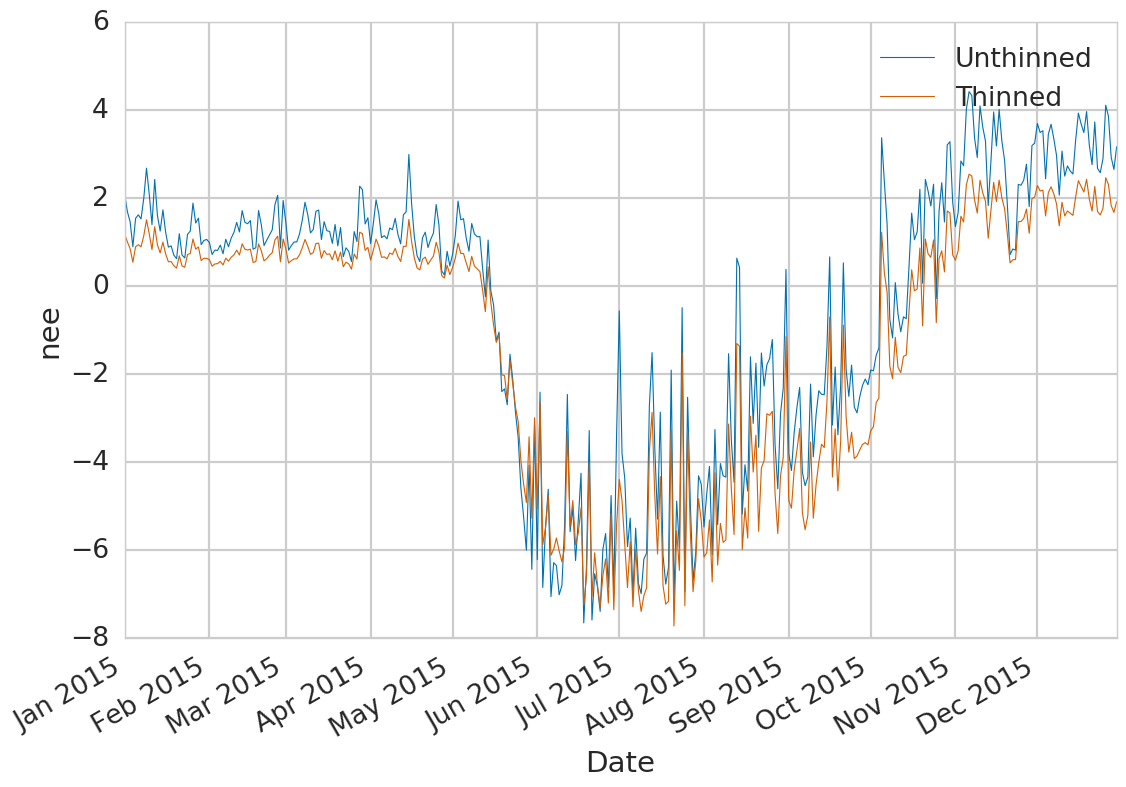 6
4
2
0
−2
−4
−6
−8
nee
Unthinned
Thinned
Jan 2015
Feb 2015
Mar 2015
Apr 2015
May 2015
Jun 2015
Jul 2015
Aug 2015
Sep 2015
Oct 2015
Nov 2015
Dec 2015
Date